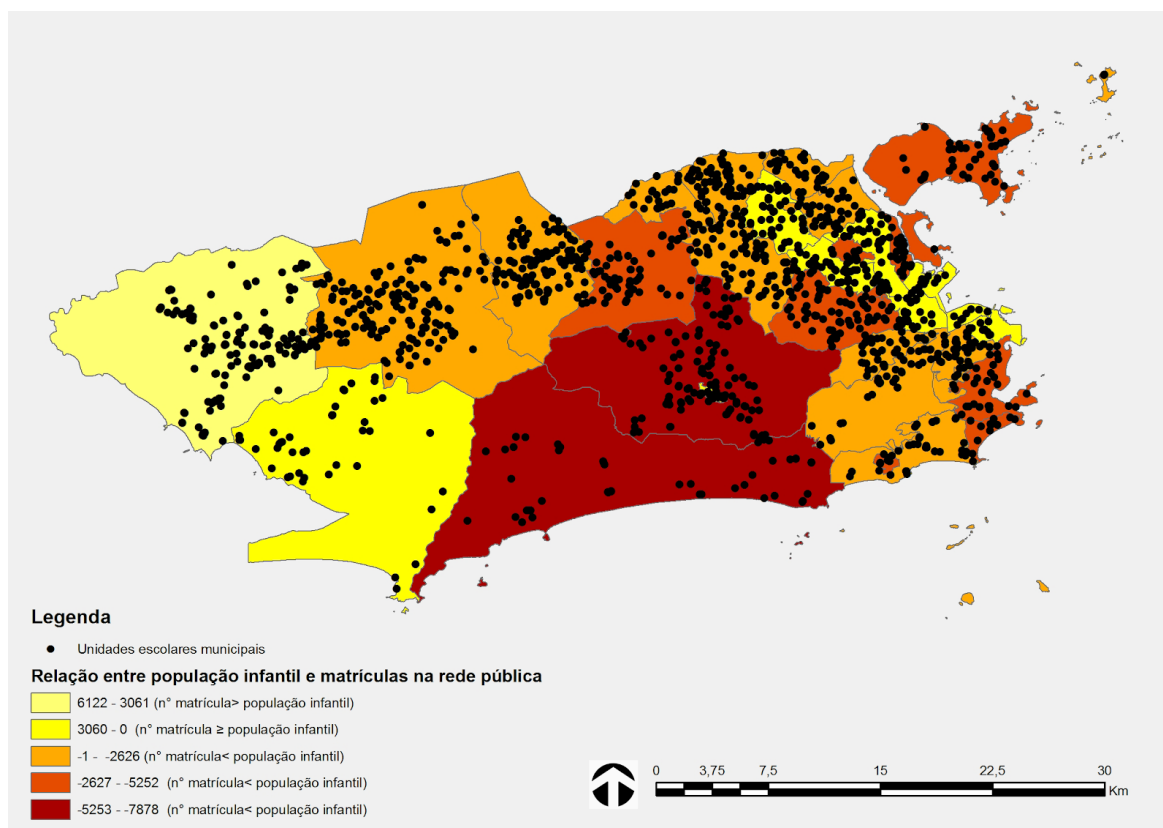 Legenda
Unidades escolares municipais
Relação entre população infantil e matrículas na rede pública
6122 - 3061 (n° matrícula> população infantil)
3060 - 0 (n° matrícula ≥ população infantil)
-1 - -2626 (n° matrícula< população infantil)
-2627 - -5252 (n° matrícula< população infantil)
-5253 - -7878 (n° matrícula< população infantil)
0 3,75 7,5 15 22,5 30
Km